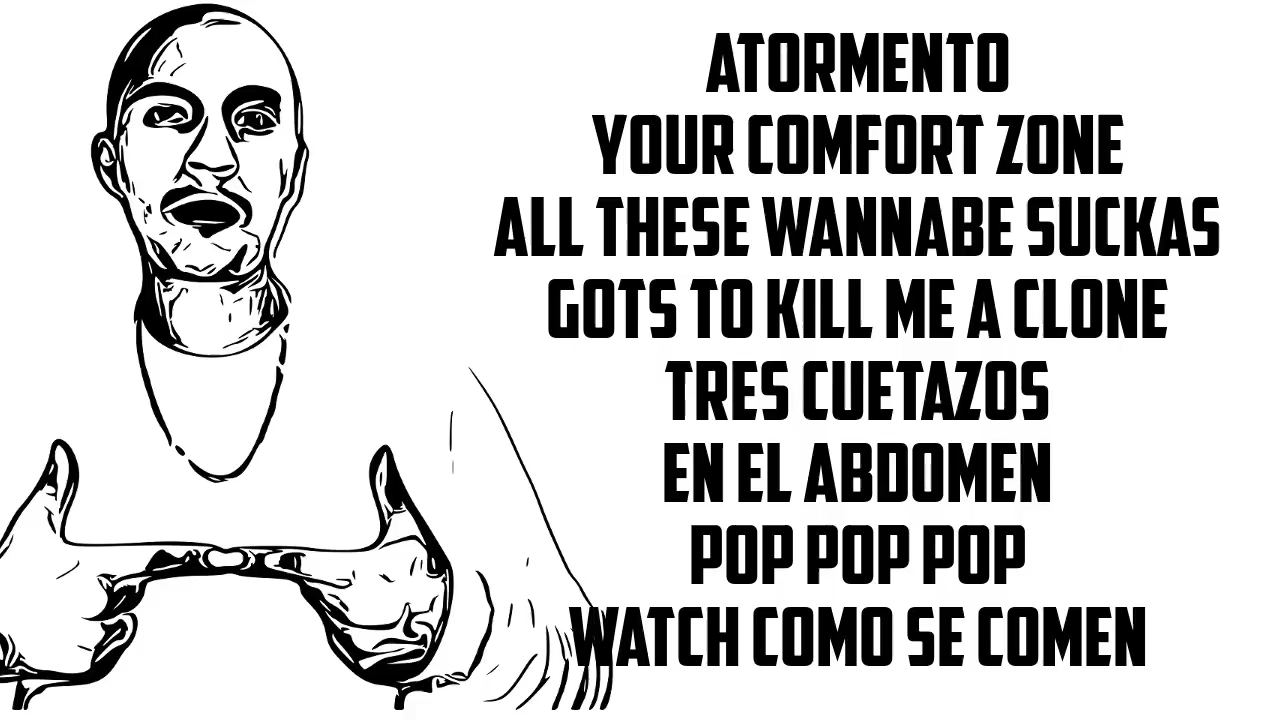 ATORMENTO
YOUR COMFORT ZONE
ALL THESE WANNABE SUCKAS
GOTS TO KILL ME A CLONE
TRES CUETAZOS
EN EL ABDOMEN
POP POP POP
WATCH COMO SE COMEN